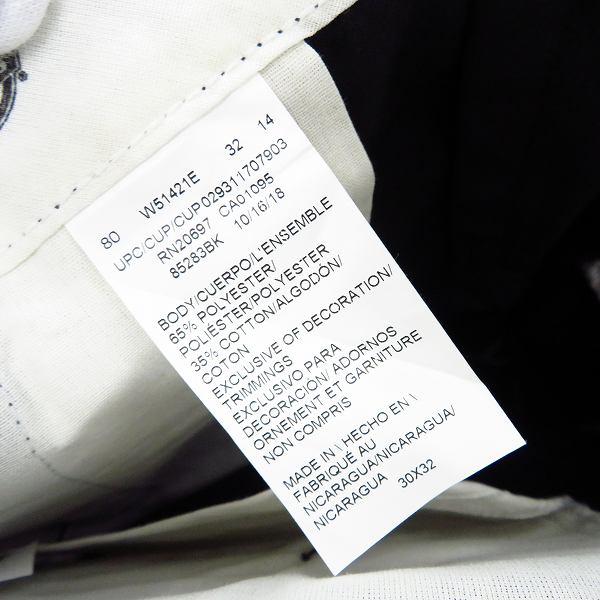 80 W51421E 32 14
UPC/CUP/CUP029311707903
RN20697 CA01095
85283BK 10/16/18
BODY/CUERPO/L'ENSEMBLE
65% POLYESTER/
POLIÉSTER/POLYESTER
35% COTTON/ALGODÓN/
COTON
EXCLUSIVE OF DECORATION/
TRIMMINGS
EXCLUSIVO PARA
DECORACION/ ADORNOS
ORNEMENT ET GARNITURE
NON COMPRIS
MADE IN \ HECHO EN \
FABRIQUÉ AU
NICARAGUA/NICARAGUA/
NICARAGUA 30X32